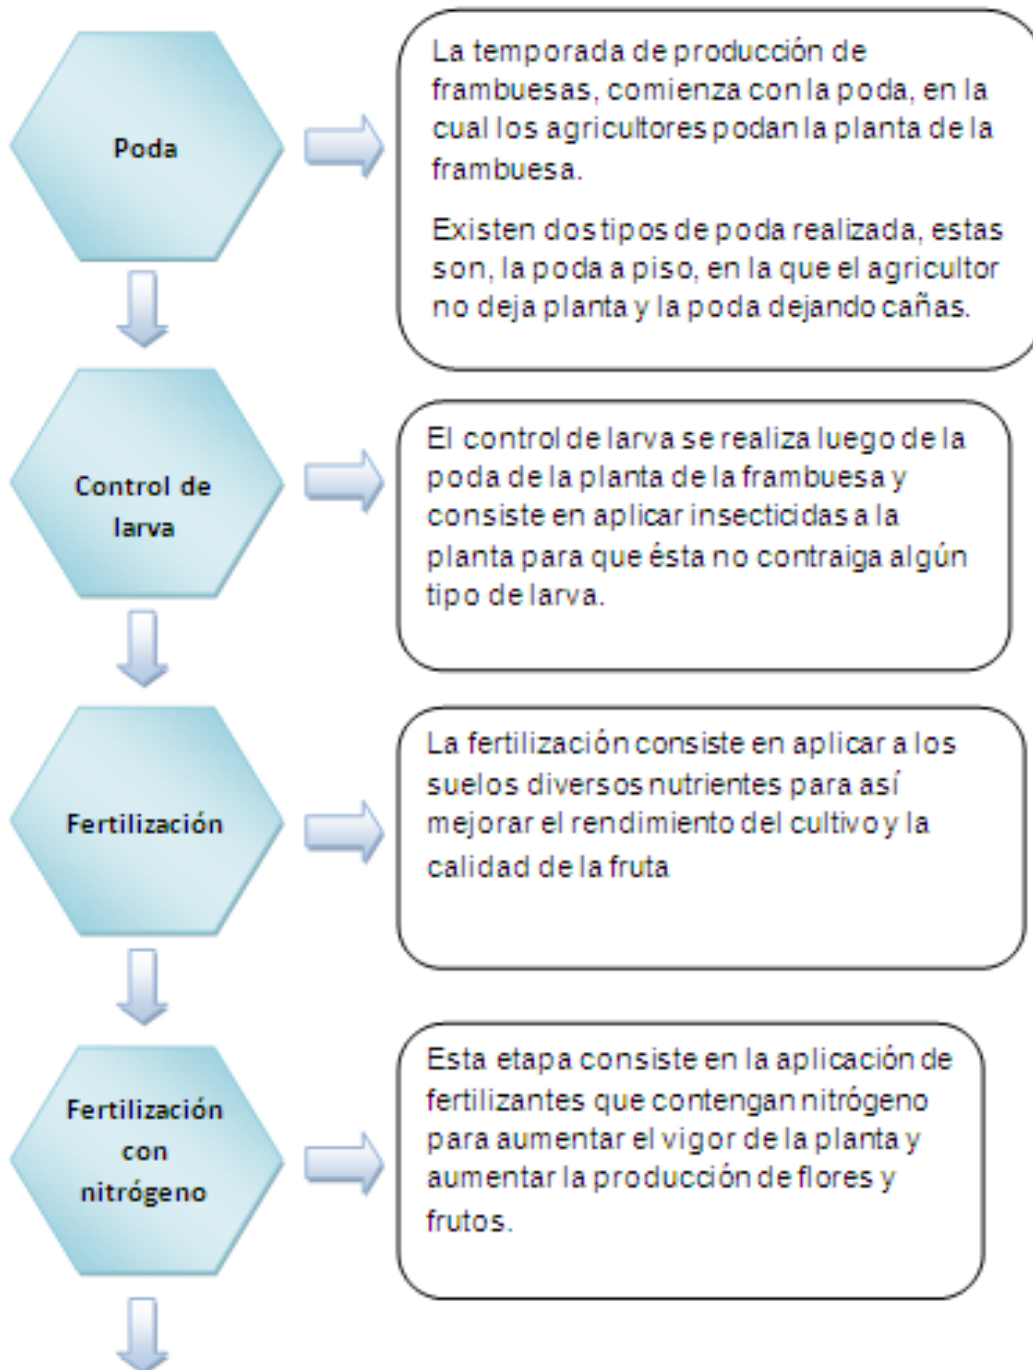 Poda
La temporada de producción de
frambuesas, comienza con la poda, en la
cual los agricultores podan la planta de la
frambuesa.
Existen dos tipos de poda realizada, estas
son, la poda a piso, en la que el agricultor
no deja planta y la poda dejando cañas.
Control de
larva
El control de larva se realiza luego de la
poda de la planta de la frambuesa y
consiste en aplicar insecticidas a la
planta para que ésta no contraiga algún
tipo de larva.
Fertilización
La fertilización consiste en aplicar a los
suelos diversos nutrientes para así
mejorar el rendimiento del cultivo y la
calidad de la fruta
Fertilización
con
nitrógeno
Esta etapa consiste en la aplicación de
fertilizantes que contengan nitrógeno
para aumentar el vigor de la planta y
aumentar la producción de flores y
frutos.